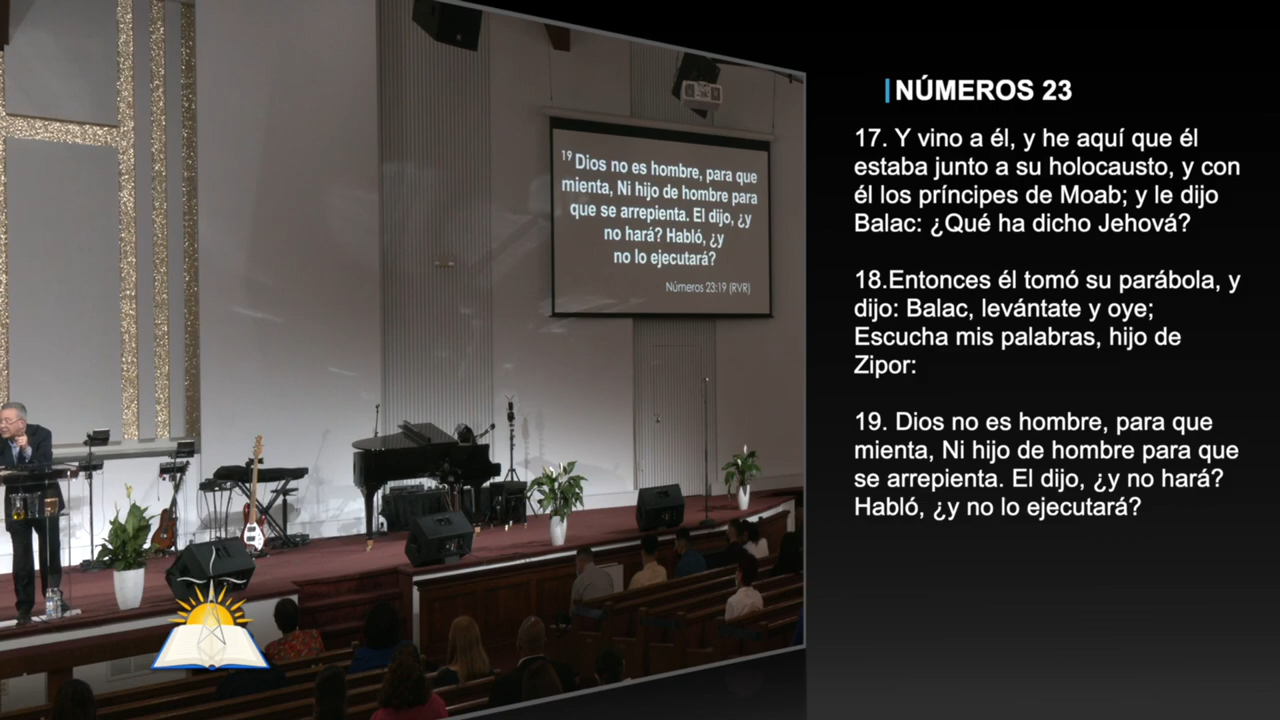 19 Dios no es hombre, para que
mienta, Ni hijo de hombre para
que se arrepienta. El dijo, ¿y
no hará? Habló, ¿y
no lo ejecutará?
Números 23:19 (RVR)
NÚMEROS 23
17. Y vino a él, y he aquí que él
estaba junto a su holocausto, y con
él los príncipes de Moab; y le dijo
Balac: ¿Qué ha dicho Jehová?
18.Entonces él tomó su parábola, y
dijo: Balac, levántate y oye;
Escucha mis palabras, hijo de
Zipor:
19. Dios no es hombre, para que
mienta, Ni hijo de hombre para que
se arrepienta. El dijo, ¿y no hará?
Habló, ¿y no lo ejecutará?